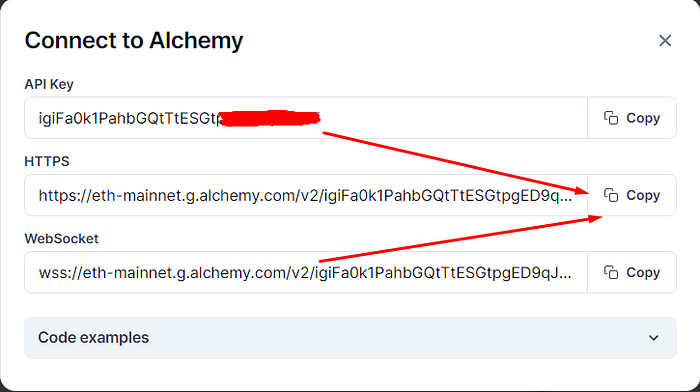 Connect to Alchemy
API Key
igiFa0k1PahbGQtTtESGtp
Copy
HTTPS
https://eth-mainnet.g.alchemy.com/v2/igiFa0k1PahbGQtTtESGtpgED9q...
Copy
WebSocket
wss://eth-mainnet.g.alchemy.com/v2/igiFa0k1PahbGQtTtESGtpgED9qJ...
Copy
Code examples